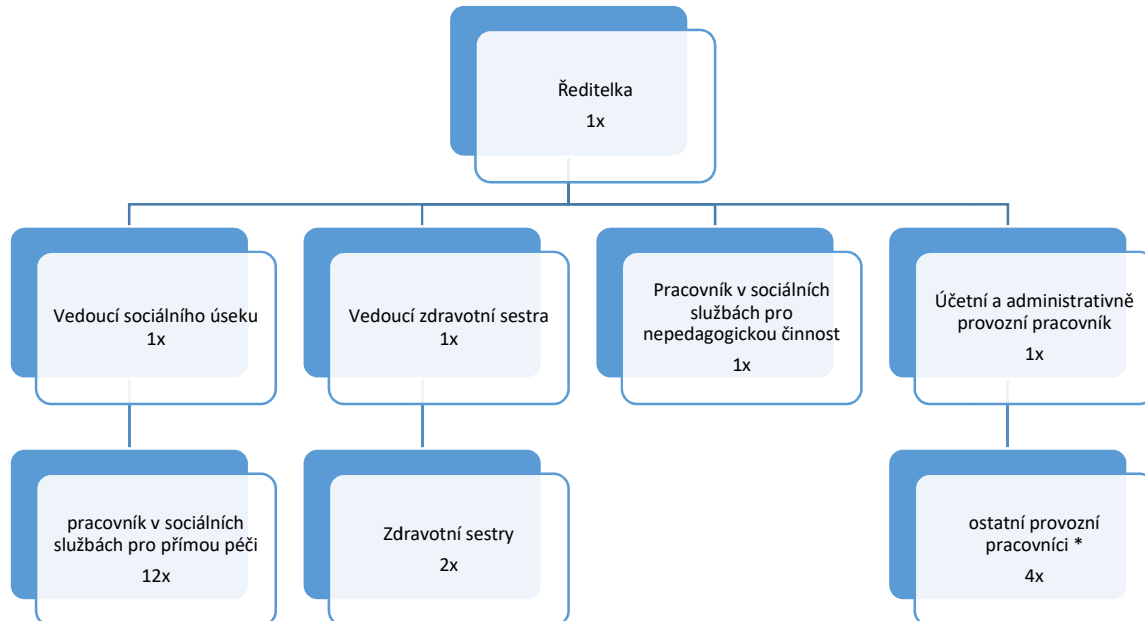 Ředitelka
1x
Vedoucí sociálního úseku
1x
Vedoucí zdravotní sestra
1x
Pracovník v sociálních
službách pro
nepedagogickou činnost
1x
Účetní a administrativně
provozní pracovník
1x
pracovník v sociálních
službách pro přímou péči
12x
Zdravotní sestry
2x
ostatní provozní
pracovníci *
4x